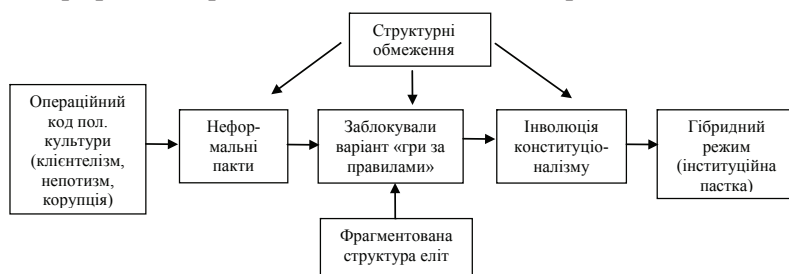 Структурні
обмеження
Операційний
код пол.
культури
(клієнтелізм,
непотизм,
корупція)
Нефор-
мальні
пакти
Заблокували
варіант «гри за
правилами»
Інволюція
конституціо-
налізму
Гібридний
режим
(інституційна
пастка)
Фрагментована
структура еліт